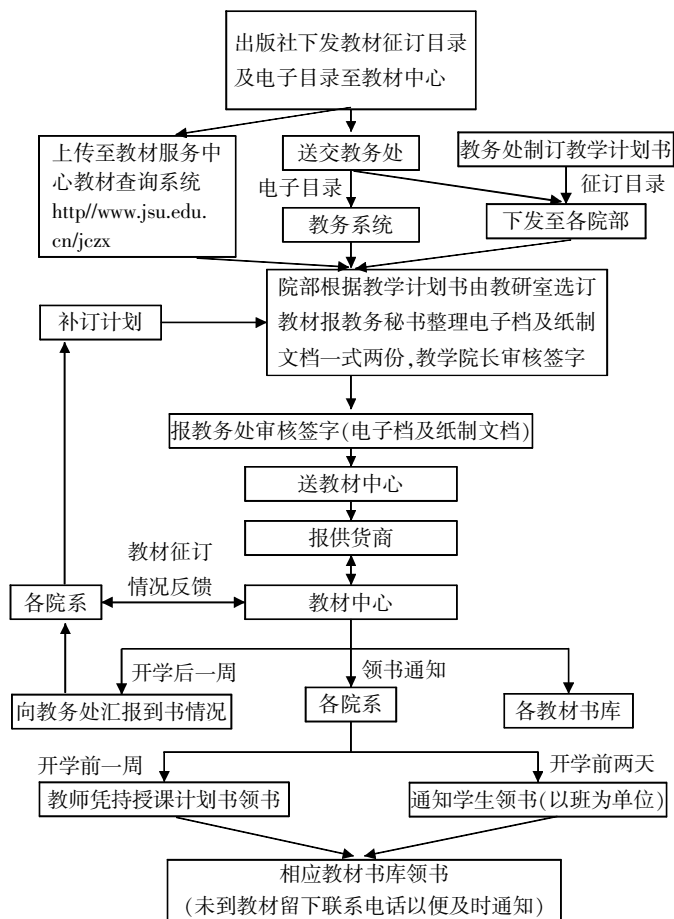 出版社下发教材征订目录
及电子目录至教材中心
上传至教材服务中
心教材查询系统
http//www.jsu.edu.
cn/jczx
送交教务处
教务处制订教学计划书
电子目录
征订目录
教务系统
下发至各院部
院部根据教学计划书由教研室选订
教材报教务秘书整理电子档及纸制
文档一式两份,教学院长审核签字
补订计划
报教务处审核签字(电子档及纸制文档)
送教材中心
报供货商
教材征订
情况反馈
各院系
教材中心
开学后一周
领书通知
向教务处汇报到书情况
各院系
各教材书库
开学前一周
开学前两天
教师凭持授课计划书领书
通知学生领书(以班为单位)
相应教材书库领书
(未到教材留下联系电话以便及时通知)